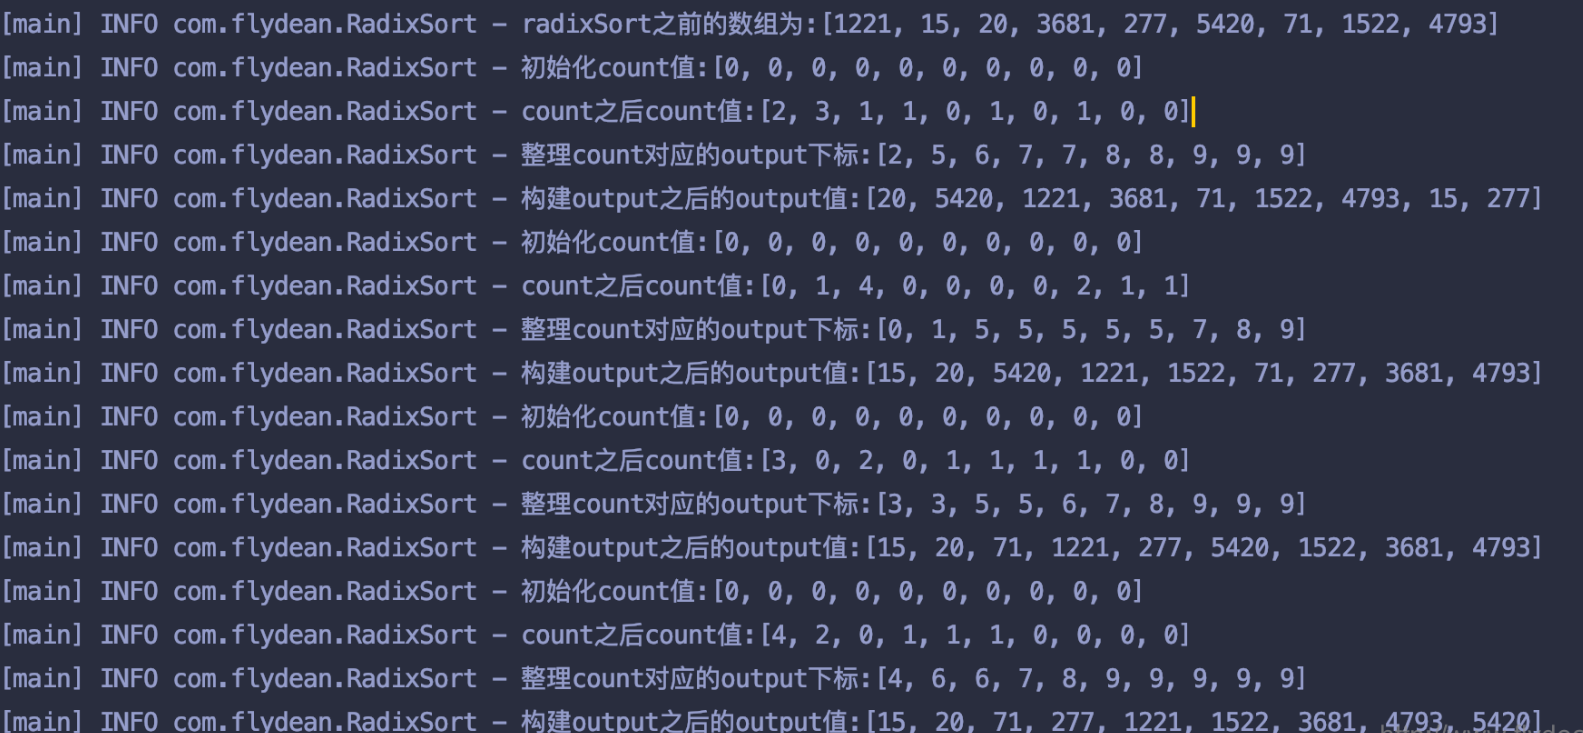 [main] INFO com.flydean.RadixSort - radixSort之前的数组为:[1221, 15, 20, 3681, 277, 5420, 71, 1522, 4793]
[main] INFO com.flydean.RadixSort - 初始化count值:[0, 0, 0, 0, 0, 0, 0, 0, 0, 0]
[main] INFO com.flydean.RadixSort - count之后count值:[2, 3, 1, 1, 0, 1, 0, 1, 0, 0]
[main] INFO com.flydean.RadixSort - 整理count对应的output下标:[2, 5, 6, 7, 7, 8, 8, 9, 9, 9]
[main] INFO com.flydean.RadixSort - 构建output之后的output值:[20, 5420, 1221, 3681, 71, 1522, 4793, 15, 277]
[main] INFO com.flydean.RadixSort - 初始化count值:[0, 0, 0, 0, 0, 0, 0, 0, 0, 0]
[main] INFO com.flydean.RadixSort - count之后count值:[0, 1, 4, 0, 0, 0, 0, 2, 1, 1]
[main] INFO com.flydean.RadixSort - 整理count对应的output下标:[0, 1, 5, 5, 5, 5, 5, 7, 8, 9]
[main] INFO com.flydean.RadixSort - 构建output之后的output值:[15, 20, 5420, 1221, 1522, 71, 277, 3681, 4793]
[main] INFO com.flydean.RadixSort - 初始化count值:[0, 0, 0, 0, 0, 0, 0, 0, 0, 0]
[main] INFO com.flydean.RadixSort - count之后count值:[3, 0, 2, 0, 1, 1, 1, 1, 0, 0]
[main] INFO com.flydean.RadixSort - 整理count对应的output下标:[3, 3, 5, 5, 6, 7, 8, 9, 9, 9]
[main] INFO com.flydean.RadixSort - 构建output之后的output值:[15, 20, 71, 1221, 277, 5420, 1522, 3681, 4793]
[main] INFO com.flydean.RadixSort - 初始化count值:[0, 0, 0, 0, 0, 0, 0, 0, 0, 0]
[main] INFO com.flydean.RadixSort - count之后count值:[4, 2, 0, 1, 1, 1, 0, 0, 0, 0]
[main] INFO com.flydean.RadixSort - 整理count对应的output下标:[4, 6, 6, 7, 8, 9, 9, 9, 9, 9]
[main] INFO com.flydean.RadixSort - 构建output之后的output值:[15, 20, 71, 277, 1221, 1522, 3681, 4793, 5420]